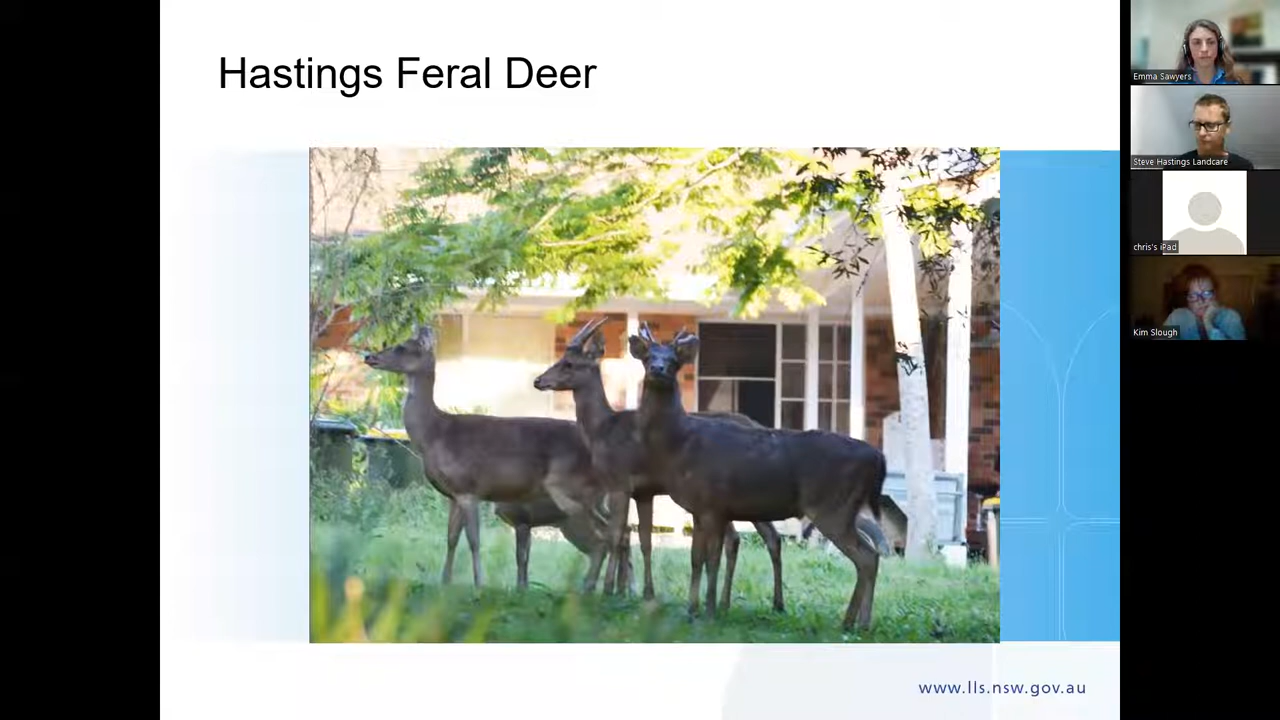 Hastings Feral Deer
www.lls.nsw.gov.au
Emma Sawyers
Steve Hastings Landcare
chris's iPad
Kim Slough